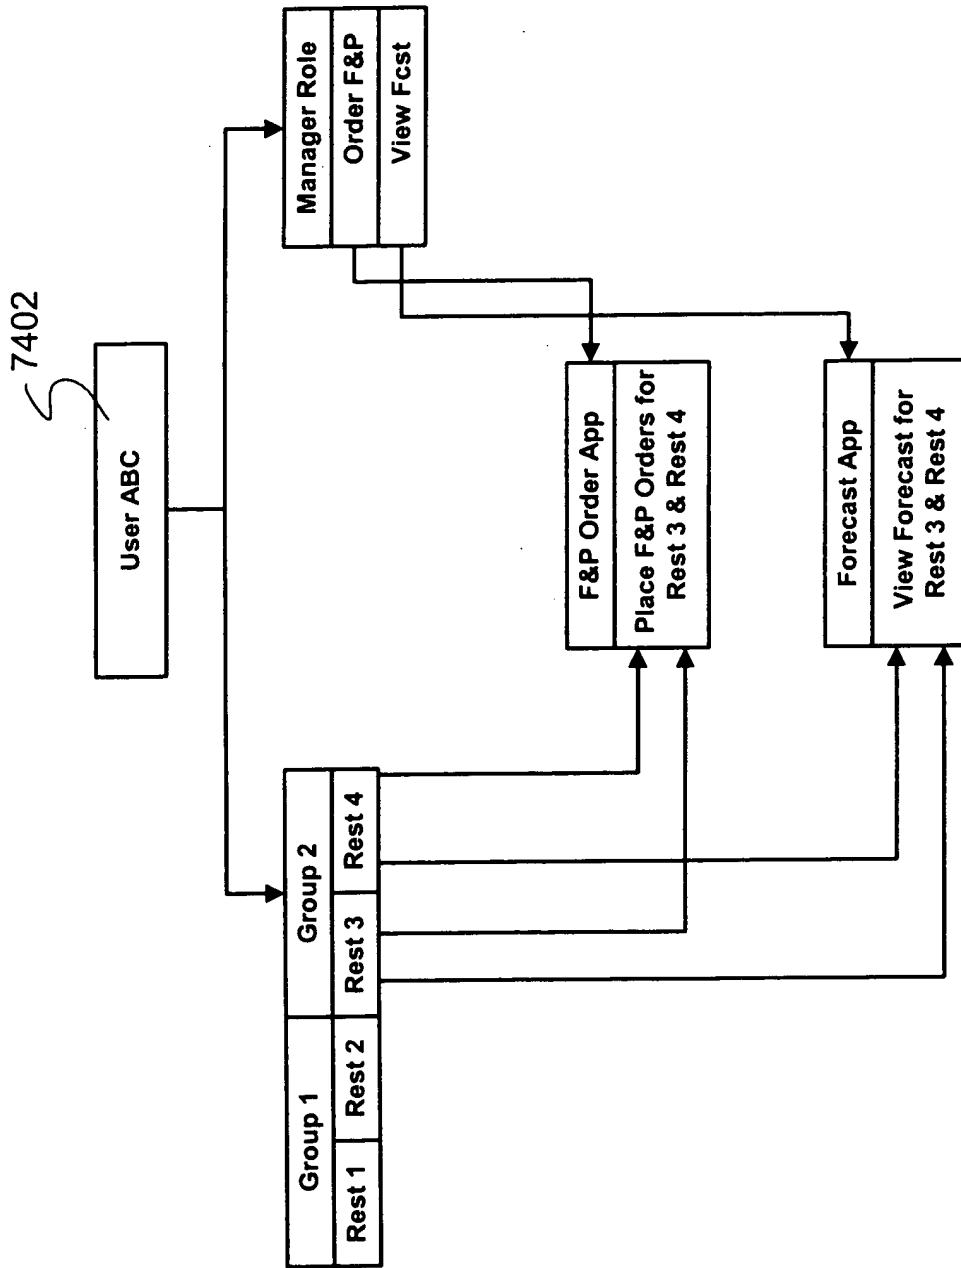 7402
User ABC
Group 1
Group 2
Rest 1
Rest 2
Rest 3
Rest 4
Manager Role
Order F&P
View Fcst
F&P Order App
Place F&P Orders for
Rest 3 & Rest 4
Forecast App
View Forecast for
Rest 3 & Rest 4